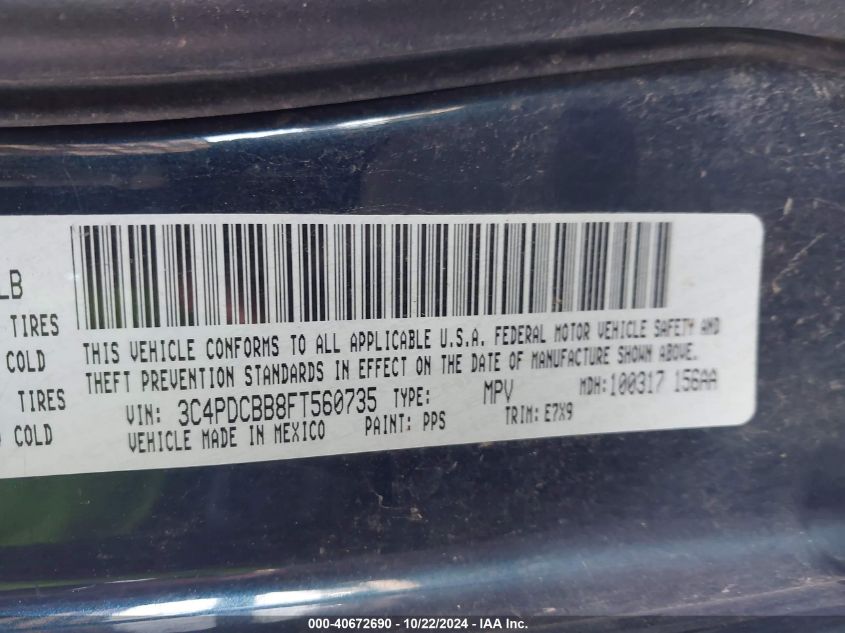 LB
TIRES
COLD
TIRES
COLD
THIS VEHICLE CONFORMS TO ALL APPLICABLE U.S.A. FEDERAL MOTOR VEHICLE SAFETY AND
THEFT PREVENTION STANDARDS IN EFFECT ON THE DATE OF MANUFACTURE SHOWN ABOVE.
VIN: 3C4PDCBB8FT560735 TYPE: MPV MDH:100317 156AA
VEHICLE MADE IN MEXICO PAINT: PPS TRIM: E7X9
000-40672690 - 10/22/2024 - IAA Inc.